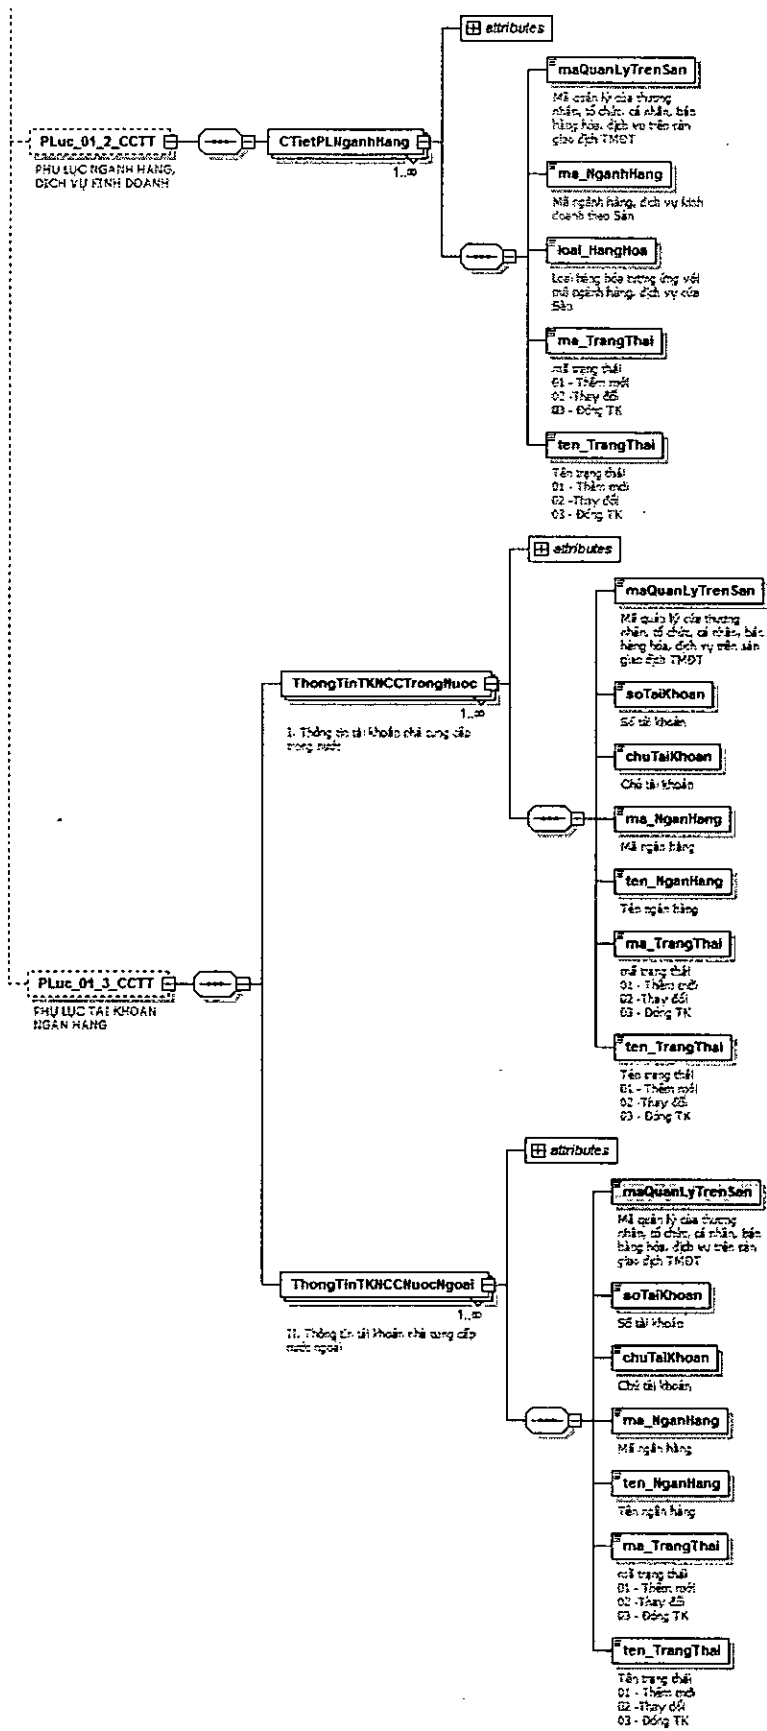 attributes
maQuanLyTrenSan
Mã quản lý của thương
nhân, tổ chức, cá nhân, bán
hàng hóa, dịch vụ trên sàn
giao dịch TMĐT
PLuc_01_2_CCTT
CTietPLNganhHang
PHỤ LỤC NGÀNH HÀNG,
DỊCH VỤ KINH DOANH
1..∞
ma_NganhHang
Mã ngành hàng, dịch vụ kinh
doanh theo Sàn
loai_HangHoa
Loại hàng hóa tương ứng với
mã ngành hàng, dịch vụ của
Sàn
ma_TrangThai
mã trạng thái
01 - Thêm mới
02 -Thay đổi
03 - Đóng TK
ten_TrangThai
Tên trạng thái
01 - Thêm mới
02 -Thay đổi
03 - Đóng TK
attributes
maQuanLyTrenSan
Mã quản lý của thương
nhân, tổ chức, cá nhân, bán
hàng hóa, dịch vụ trên sàn
giao dịch TMĐT
ThongTinTKNCCTrongNuoc
1..∞
I. Thông tin tài khoản nhà cung cấp
trong nước
soTaiKhoan
Số tài khoản
chuTaiKhoan
Chủ tài khoản
ma_NganHang
Mã ngân hàng
ten_NganHang
Tên ngân hàng
ma_TrangThai
mã trạng thái
01 - Thêm mới
02 -Thay đổi
03 - Đóng TK
PLuc_01_3_CCTT
PHỤ LỤC TÀI KHOẢN
NGÂN HÀNG
ten_TrangThai
Tên trạng thái
01 - Thêm mới
02 -Thay đổi
03 - Đóng TK
attributes
maQuanLyTrenSan
Mã quản lý của thương
nhân, tổ chức, cá nhân, bán
hàng hóa, dịch vụ trên sàn
giao dịch TMĐT
ThongTinTKNCCNuocNgoai
1..∞
II. Thông tin tài khoản nhà cung cấp
nước ngoài
soTaiKhoan
Số tài khoản
chuTaiKhoan
Chủ tài khoản
ma_NganHang
Mã ngân hàng
ten_NganHang
Tên ngân hàng
ma_TrangThai
mã trạng thái
01 - Thêm mới
02 -Thay đổi
03 - Đóng TK
ten_TrangThai
Tên trạng thái
01 - Thêm mới
02 -Thay đổi
03 - Đóng TK